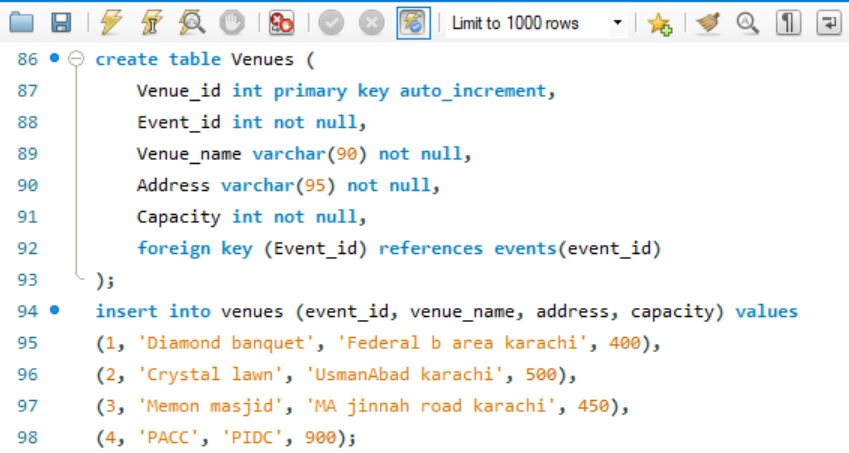 Limit to 1000 rows
86 create table Venues (
87 Venue_id int primary key auto_increment,
88 Event_id int not null,
89 Venue_name varchar(90) not null,
90 Address varchar(95) not null,
91 Capacity int not null,
92 foreign key (Event_id) references events(event_id)
93 );
94 insert into venues (event_id, venue_name, address, capacity) values
95 (1, 'Diamond banquet', 'Federal b area karachi', 400),
96 (2, 'Crystal lawn', 'UsmanAbad karachi', 500),
97 (3, 'Memon masjid', 'MA jinnah road karachi', 450),
98 (4, 'PACC', 'PIDC', 900);